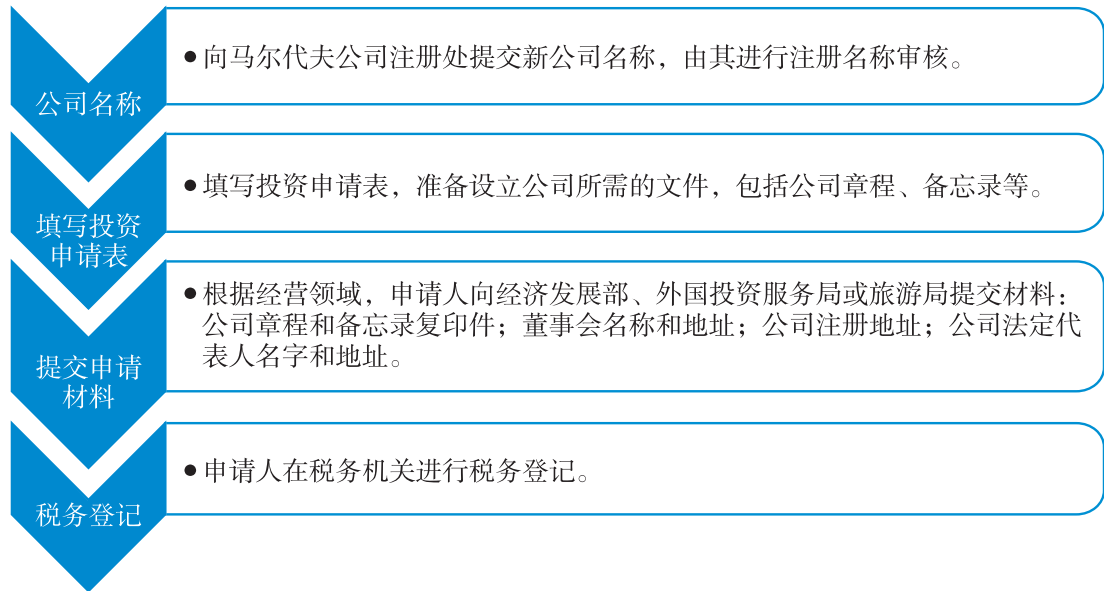 公司名称
●向马尔代夫公司注册处提交新公司名称，由其进行注册名称审核。
填写投资
申请表
●填写投资申请表，准备设立公司所需的文件，包括公司章程、备忘录等。
提交申请
材料
●根据经营领域，申请人向经济发展部、外国投资服务局或旅游局提交材料：
公司章程和备忘录复印件；董事会名称和地址；公司注册地址；公司法定代
表人名字和地址。
税务登记
●申请人在税务机关进行税务登记。